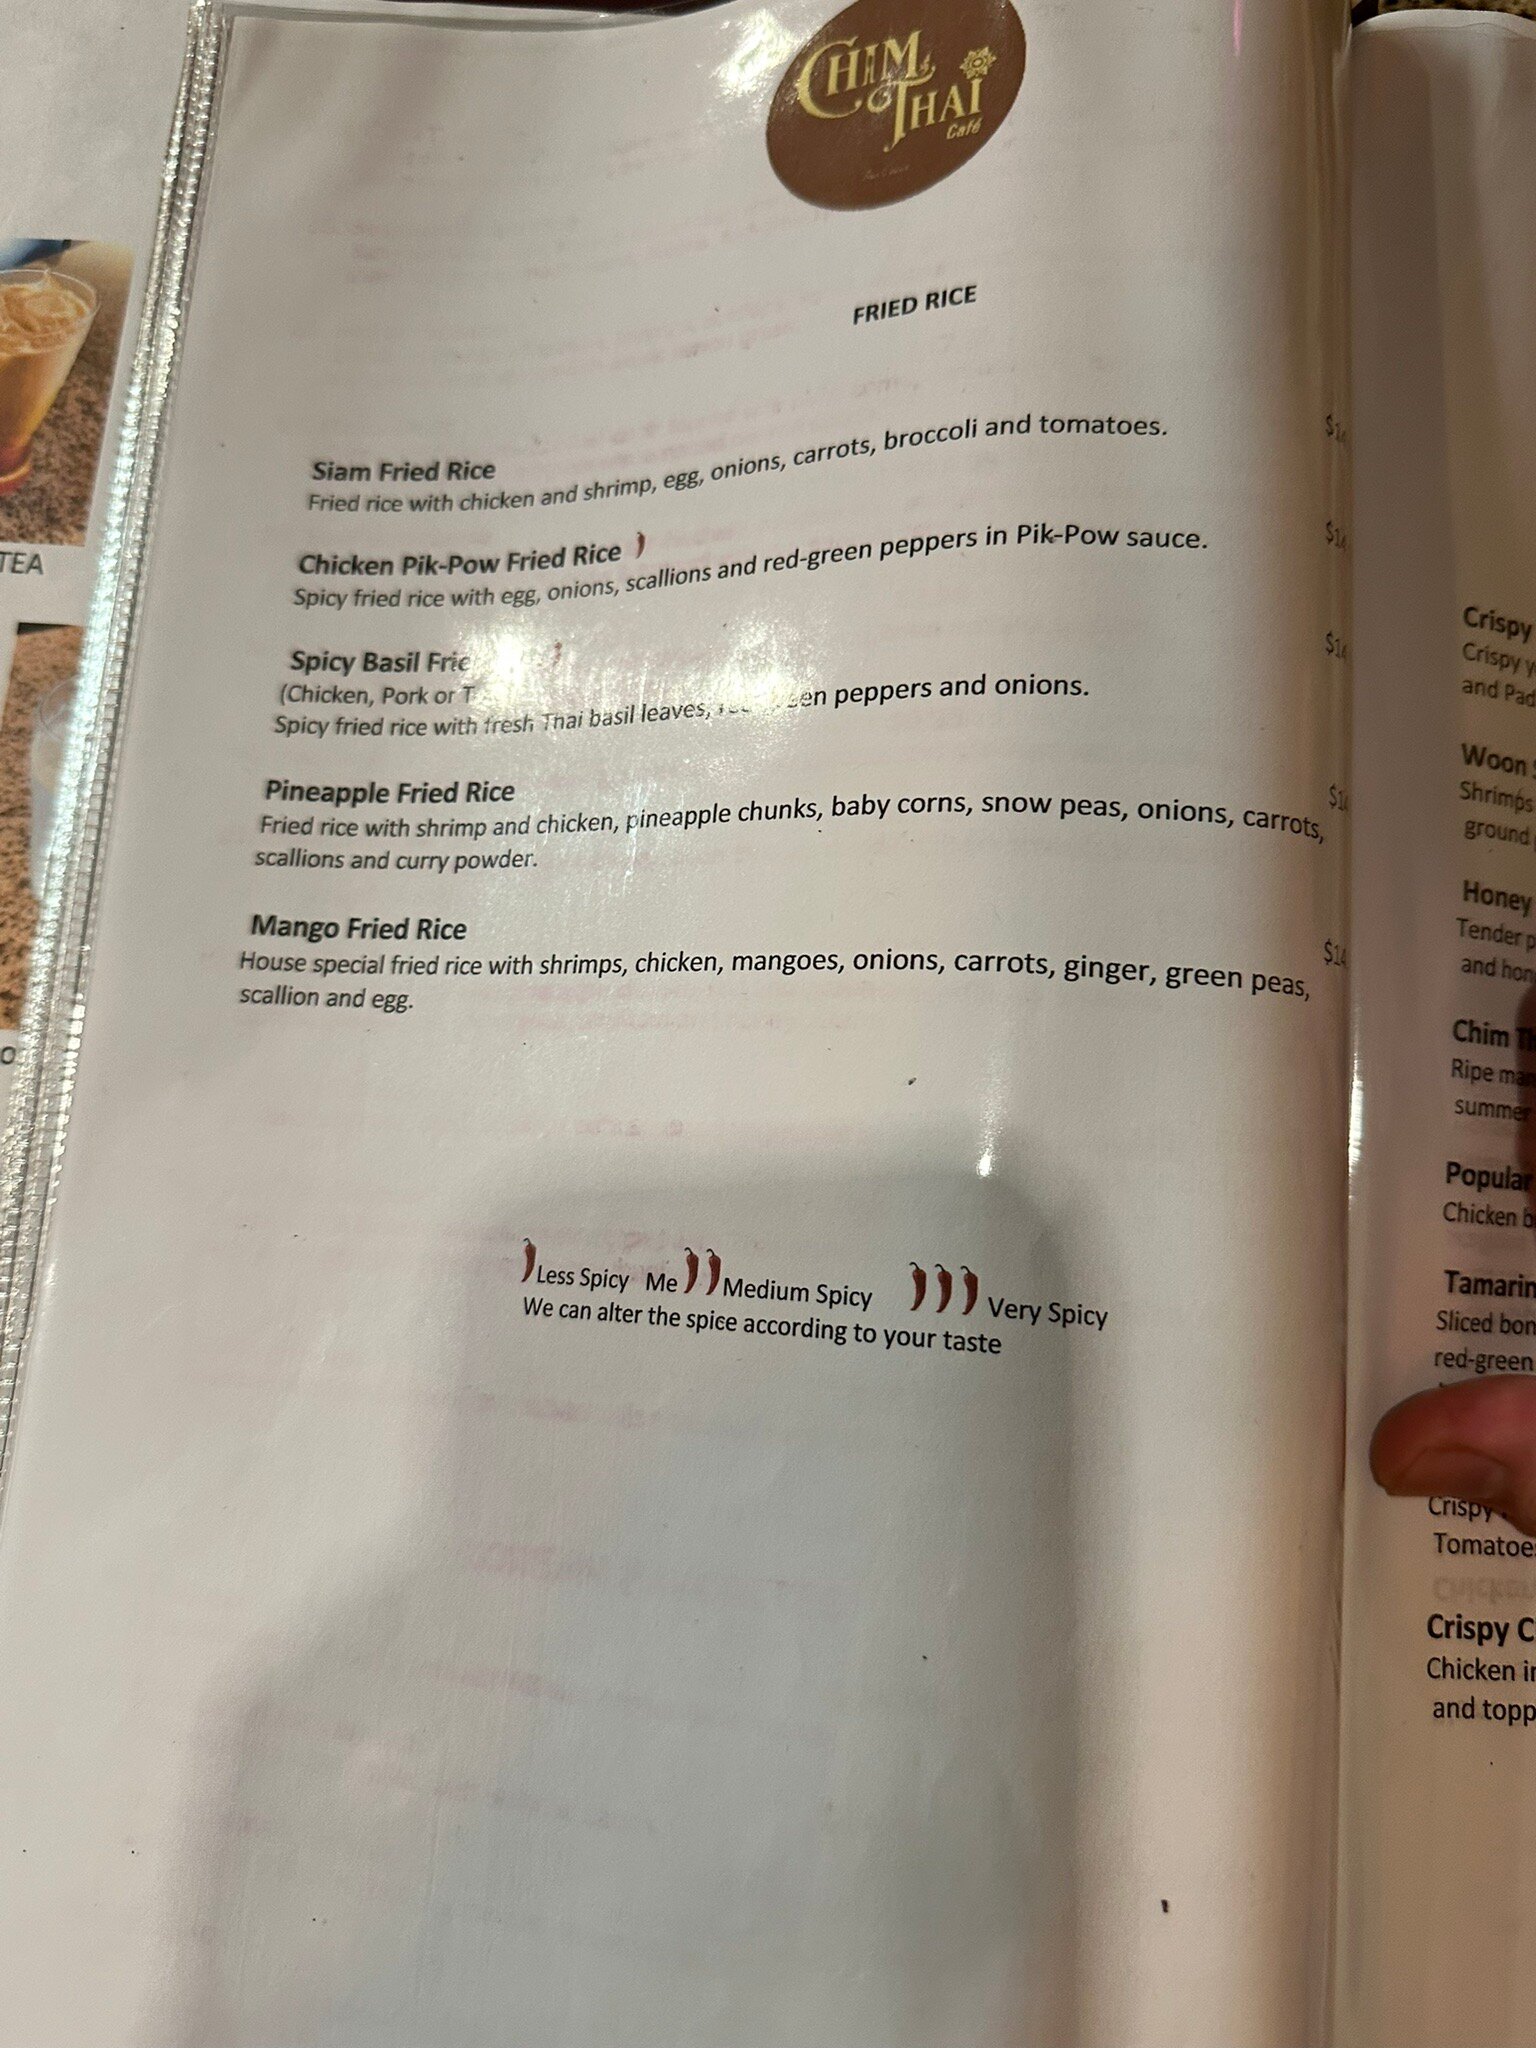 CHIM
THAI
Café
FRIED RICE
Siam Fried Rice
Fried rice with chicken and shrimp, egg, onions, carrots, broccoli and tomatoes.
$14
Chicken Pik-Pow Fried Rice
Spicy fried rice with egg, onions, scallions and red-green peppers in Pik-Pow sauce.
$14
Spicy Basil
$14
(Chicken, Pork or
Spicy fried rice with fresh Thai basil leaves, peppers and onions.
Pineapple Fried Rice
Fried rice with shrimp and chicken, pineapple chunks, baby corns, snow peas, onions, carrots,
scallions and curry powder.
Mango Fried Rice
$14
House special fried rice with shrimps, chicken, mangoes, onions, carrots, ginger, green peas,
scallion and egg.
Less Spicy Me Medium Spicy Very Spicy
We can alter the spice according to your taste
TEA
Crispy
Crispy
and Pad
Woon
Shrimps
ground
Honey
Tender
and
Chim
Ripe
summer
Popular
Chicken
Sliced
red-green
Crispy
Crispy
Chicken
and